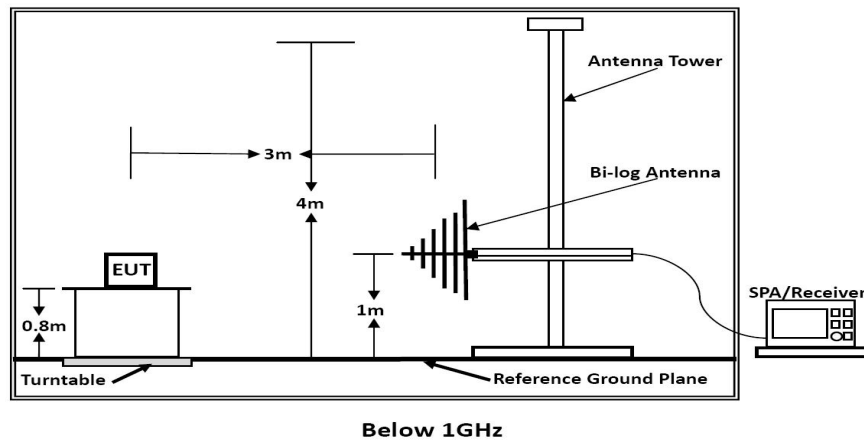 Antenna Tower
3m
Bi-log Antenna
4m
EUT
SPA/Receiver
1m
0.8m
Turntable
Reference Ground Plane
Below 1GHz